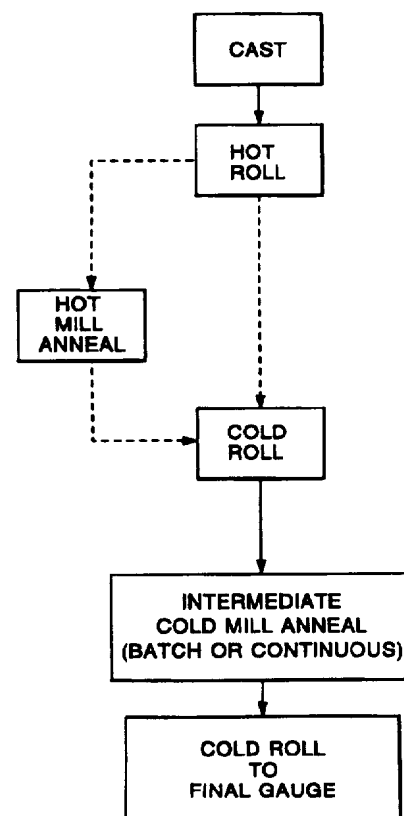 CAST
HOT
ROLL
HOT
MILL
ANNEAL
COLD
ROLL
INTERMEDIATE
COLD MILL ANNEAL
(BATCH OR CONTINUOUS)
COLD ROLL
TO
FINAL GAUGE